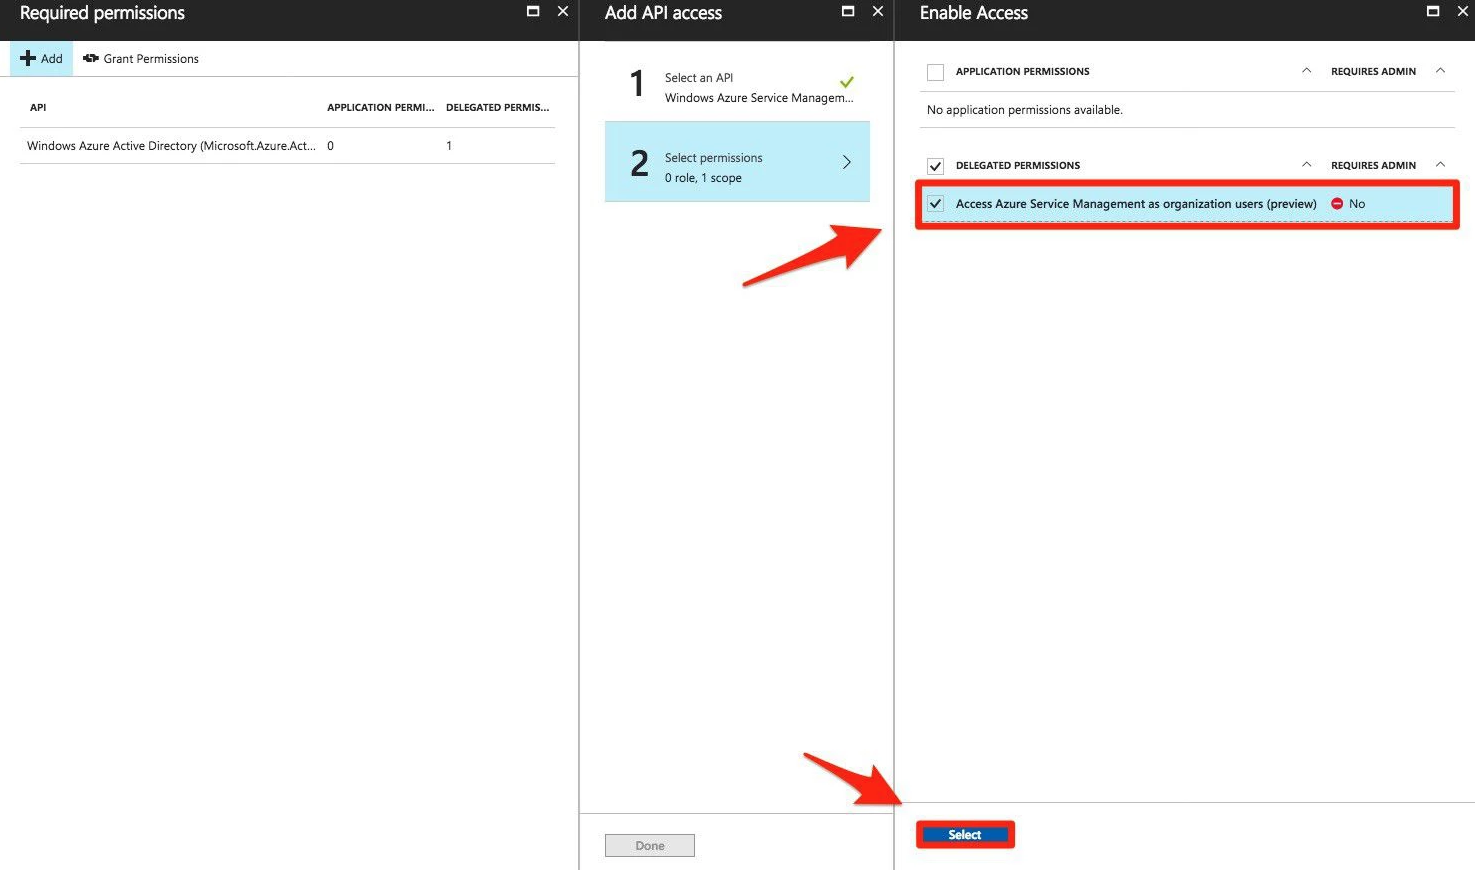 Required permissions
Add
Grant Permissions
API
APPLICATION PERMI...
DELEGATED PERMIS...
Windows Azure Active Directory (Microsoft.Azure.Act...
0
1
Add API access
1
Select an API
Windows Azure Service Managem...
2
Select permissions
0 role, 1 scope
Done
Enable Access
APPLICATION PERMISSIONS
REQUIRES ADMIN
No application permissions available.
DELEGATED PERMISSIONS
REQUIRES ADMIN
Access Azure Service Management as organization users (preview)
No
Select